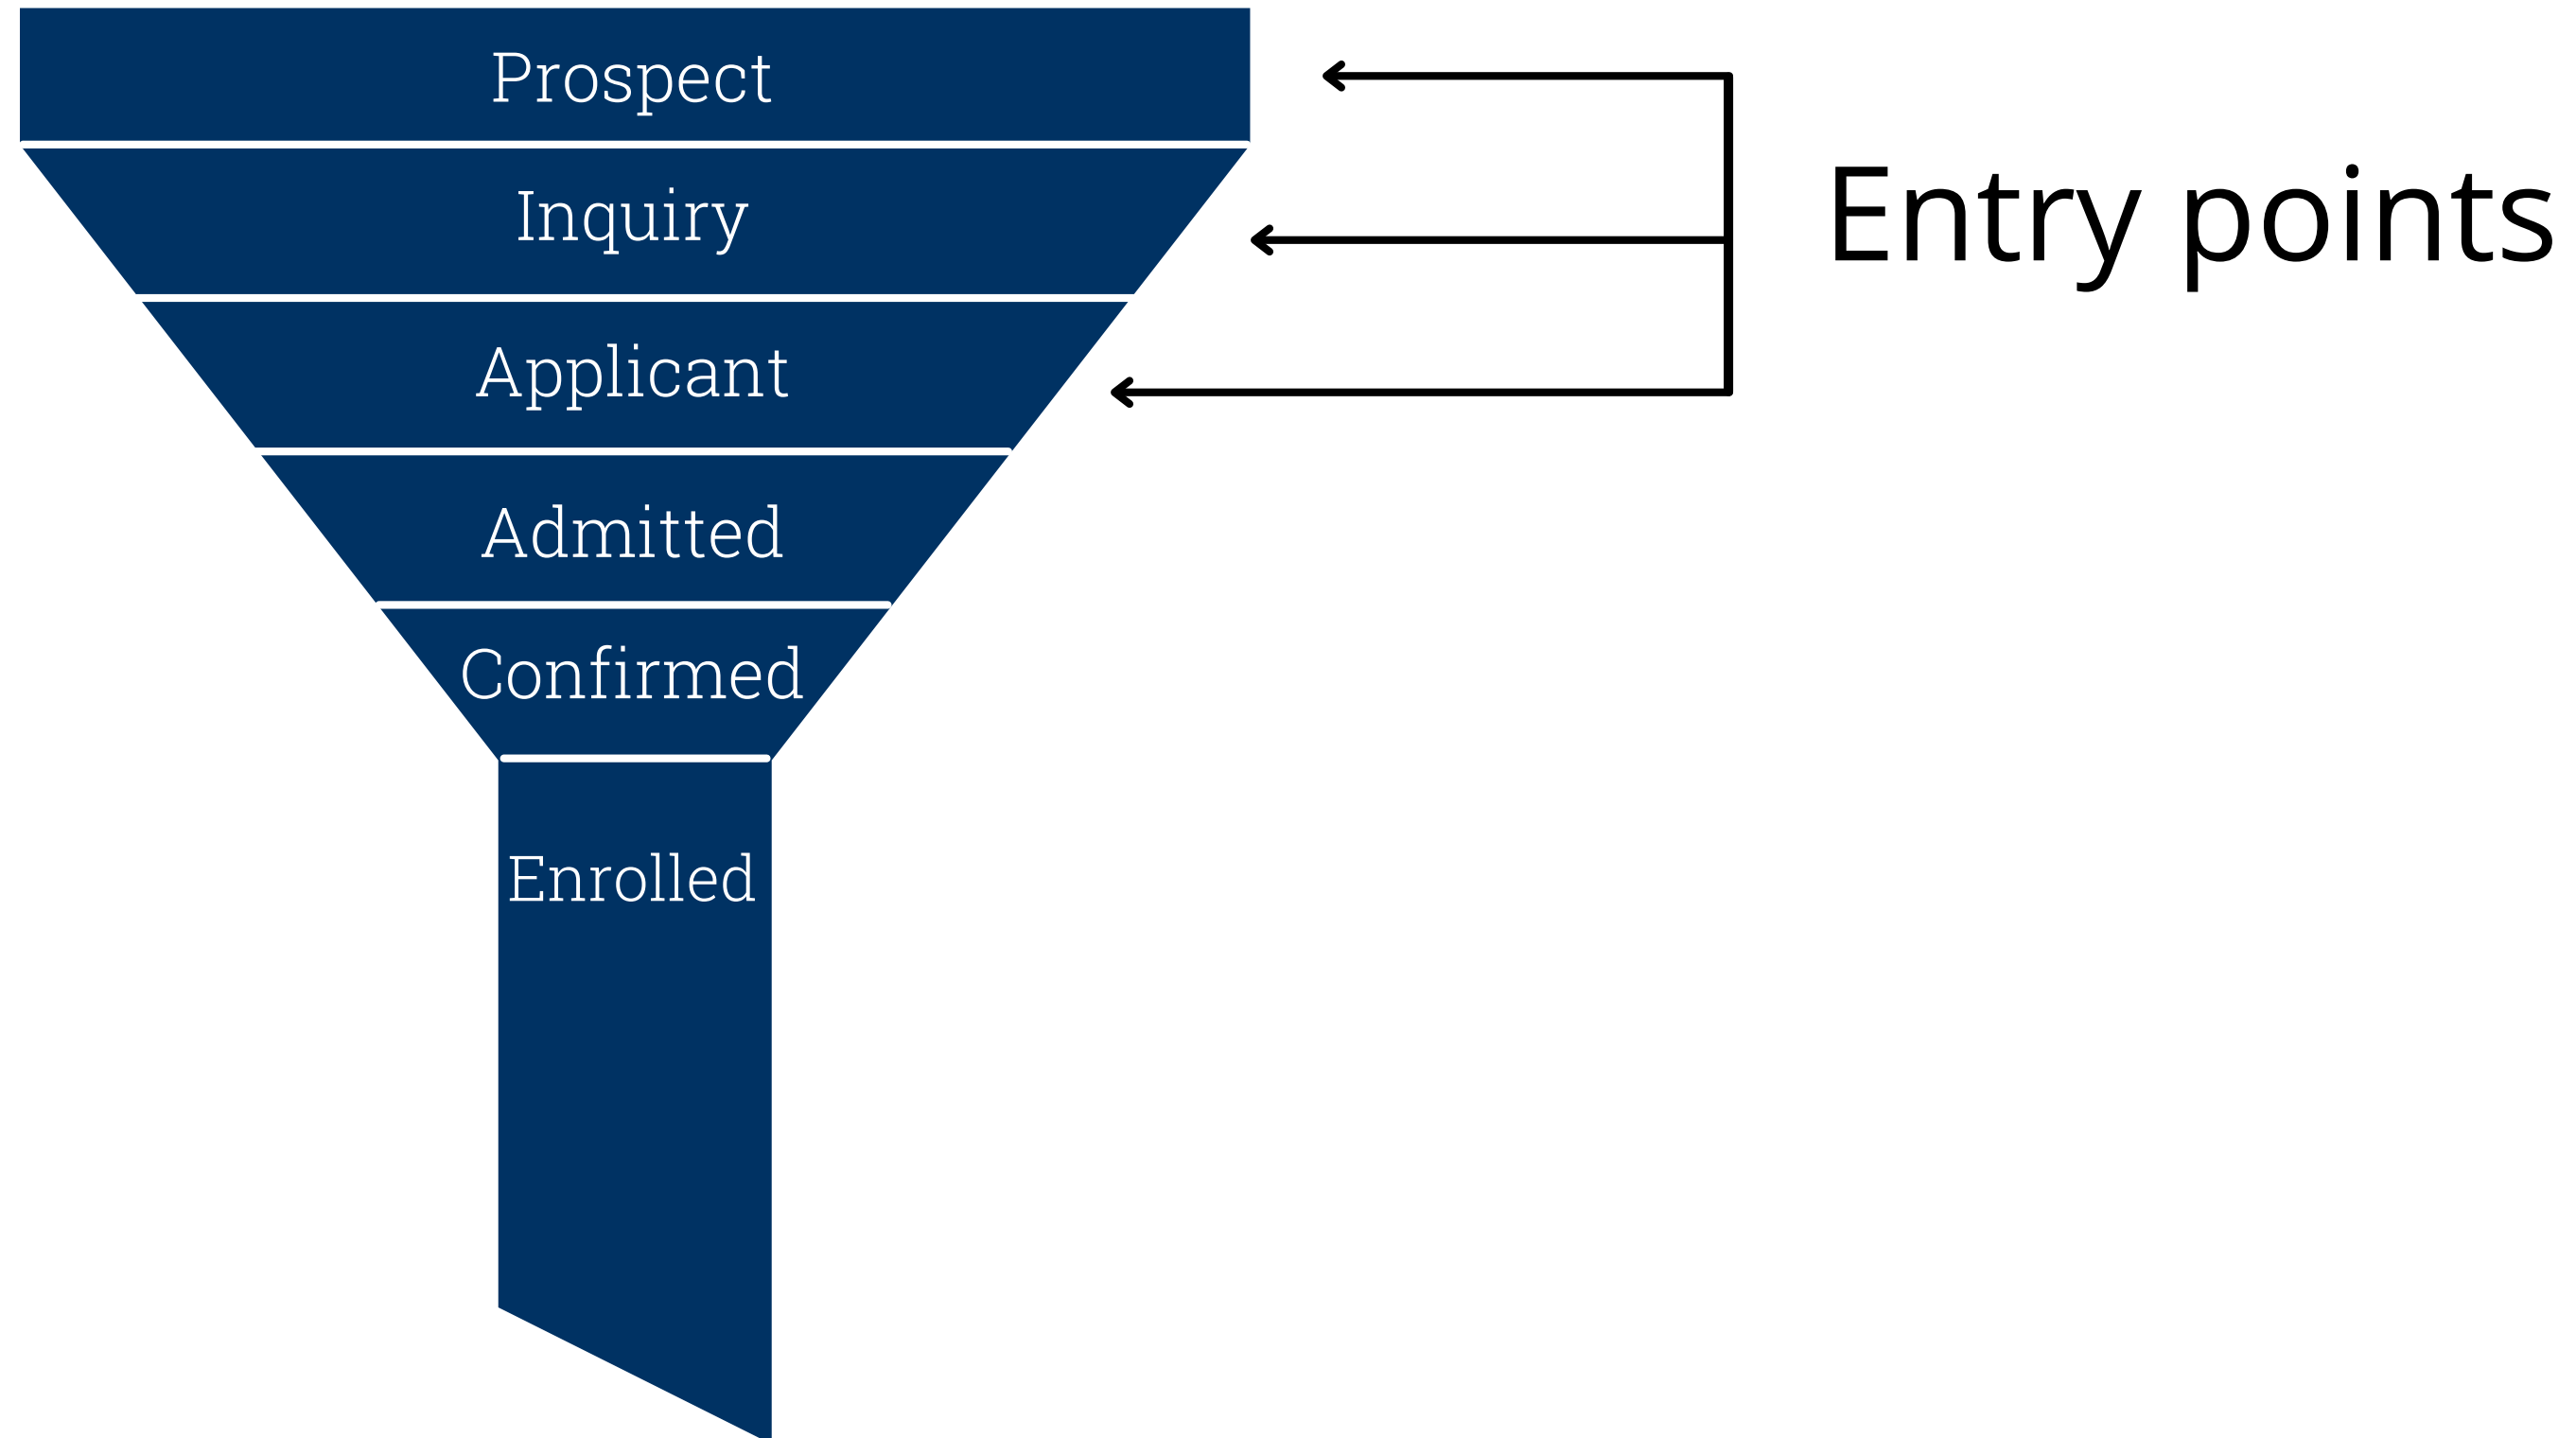 Prospect
Inquiry
Entry points
Applicant
Admitted
Confirmed
Enrolled